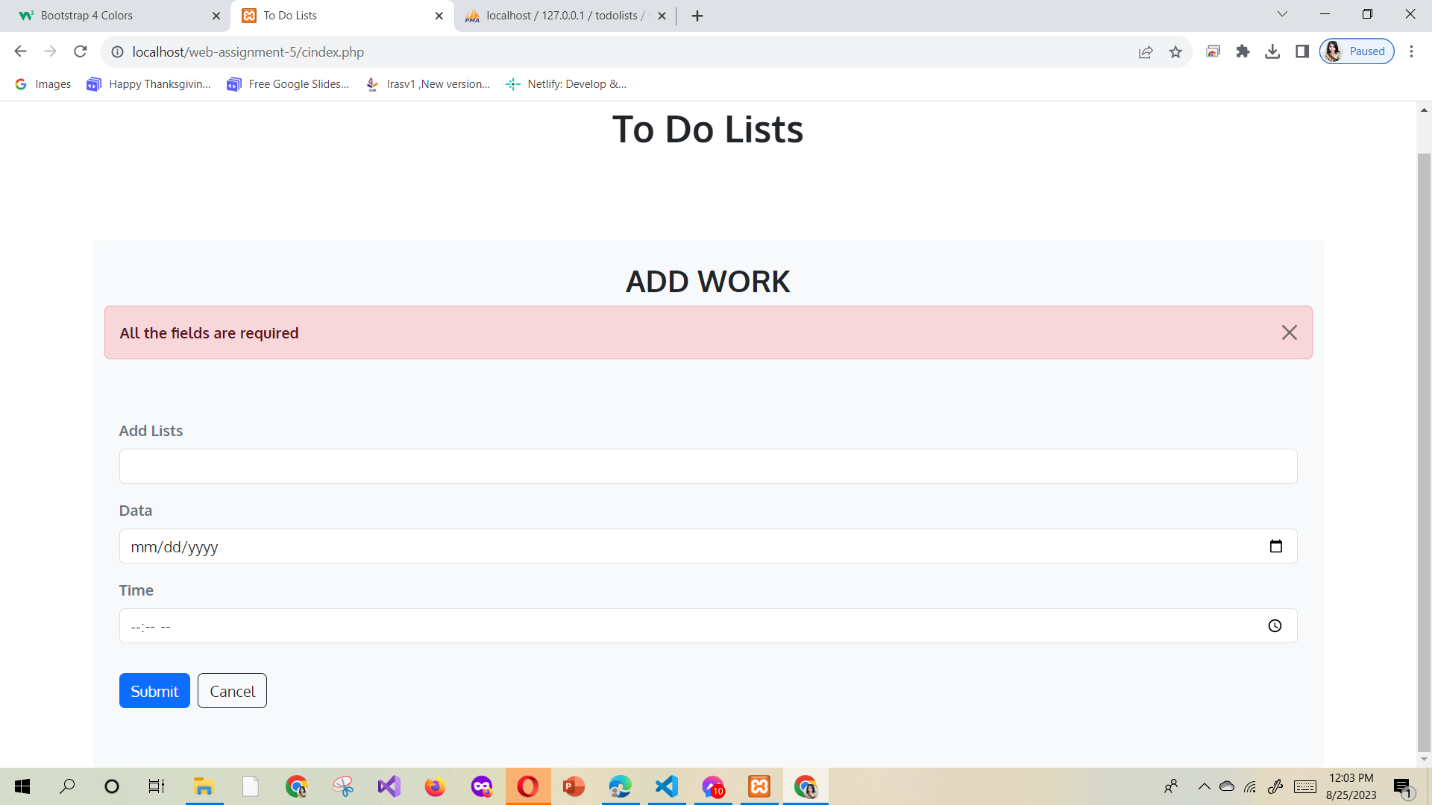 Bootstrap 4 Colors
To Do Lists
localhost / 127.0.0.1 / todolists /
localhost/web-assignment-5/cindex.php
Paused
Images
Happy Thanksgivin...
Free Google Slides...
Irasv1 ,New version...
Netlify: Develop &...
To Do Lists
ADD WORK
All the fields are required
Add Lists
Data
mm/dd/yyyy
Time
--:-- --
Submit
Cancel
10
12:03 PM
8/25/2023
1